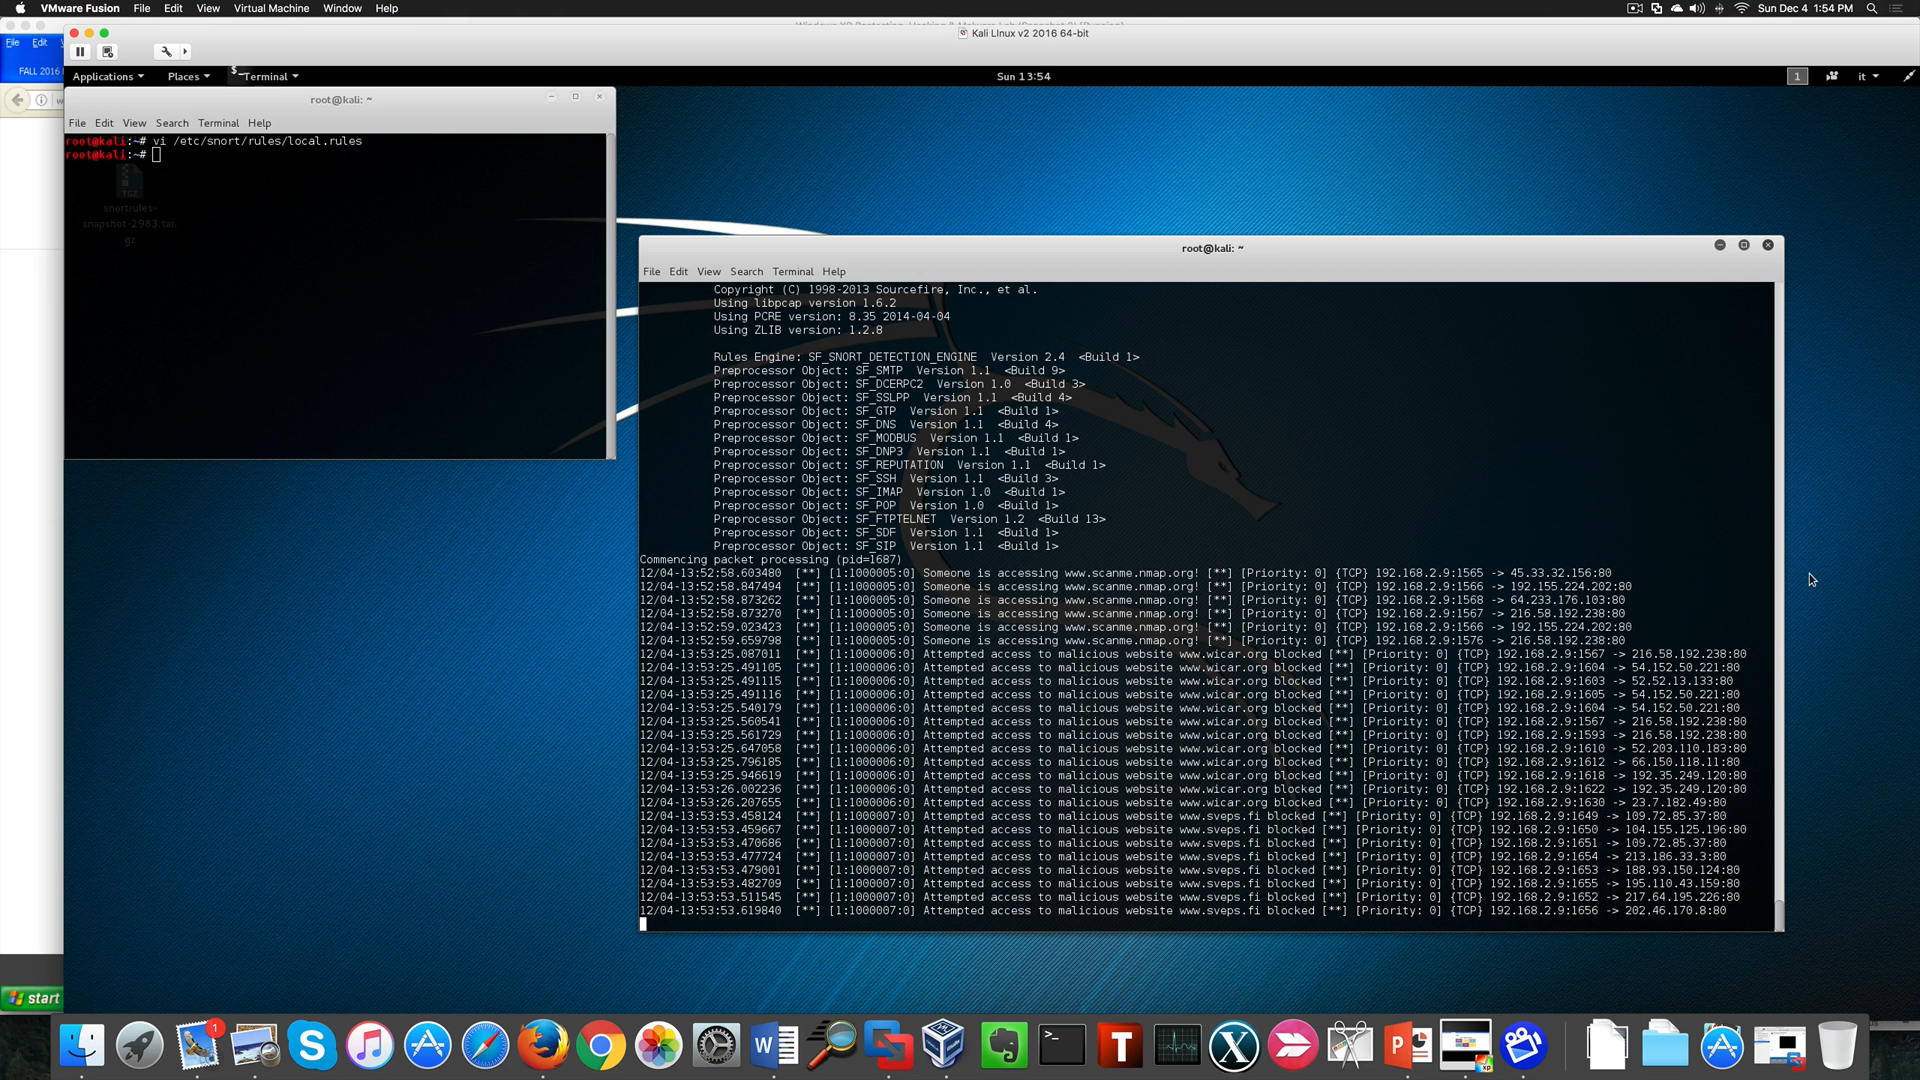 VMware Fusion File Edit View Virtual Machine Window Help Sun Dec 4 1:54 PM
Kali LInux v2 2016 64-bit
File Edit
FALL 2016
Applications Places Terminal Sun 13:54 1 it
root@kali: ~
File Edit View Search Terminal Help
root@kali:~# vi /etc/snort/rules/local.rules
root@kali:~#
TGZ
snortrules-
snapshot-2983.tar.
gz
root@kali: ~
File Edit View Search Terminal Help
Copyright (C) 1998-2013 Sourcefire, Inc., et al.
Using libpcap version 1.6.2
Using PCRE version: 8.35 2014-04-04
Using ZLIB version: 1.2.8
Rules Engine: SF_SNORT_DETECTION_ENGINE Version 2.4 <Build 1>
Preprocessor Object: SF_SMTP Version 1.1 <Build 9>
Preprocessor Object: SF_DCERPC2 Version 1.0 <Build 3>
Preprocessor Object: SF_SSLPP Version 1.1 <Build 4>
Preprocessor Object: SF_GTP Version 1.1 <Build 1>
Preprocessor Object: SF_DNS Version 1.1 <Build 4>
Preprocessor Object: SF_MODBUS Version 1.1 <Build 1>
Preprocessor Object: SF_DNP3 Version 1.1 <Build 1>
Preprocessor Object: SF_REPUTATION Version 1.1 <Build 1>
Preprocessor Object: SF_SSH Version 1.1 <Build 3>
Preprocessor Object: SF_IMAP Version 1.0 <Build 1>
Preprocessor Object: SF_POP Version 1.0 <Build 1>
Preprocessor Object: SF_FTPTELNET Version 1.2 <Build 13>
Preprocessor Object: SF_SDF Version 1.1 <Build 1>
Preprocessor Object: SF_SIP Version 1.1 <Build 1>
Commencing packet processing (pid=1687)
12/04-13:52:58.603480 [**] [1:1000005:0] Someone is accessing www.scanme.nmap.org! [**] [Priority: 0] {TCP} 192.168.2.9:1565 -> 45.33.32.156:80
12/04-13:52:58.847494 [**] [1:1000005:0] Someone is accessing www.scanme.nmap.org! [**] [Priority: 0] {TCP} 192.168.2.9:1566 -> 192.155.224.202:80
12/04-13:52:58.873262 [**] [1:1000005:0] Someone is accessing www.scanme.nmap.org! [**] [Priority: 0] {TCP} 192.168.2.9:1568 -> 64.233.176.103:80
12/04-13:52:58.873270 [**] [1:1000005:0] Someone is accessing www.scanme.nmap.org! [**] [Priority: 0] {TCP} 192.168.2.9:1567 -> 216.58.192.238:80
12/04-13:52:59.023423 [**] [1:1000005:0] Someone is accessing www.scanme.nmap.org! [**] [Priority: 0] {TCP} 192.168.2.9:1566 -> 192.155.224.202:80
12/04-13:52:59.659798 [**] [1:1000005:0] Someone is accessing www.scanme.nmap.org! [**] [Priority: 0] {TCP} 192.168.2.9:1576 -> 216.58.192.238:80
12/04-13:53:25.087011 [**] [1:1000006:0] Attempted access to malicious website www.wicar.org blocked [**] [Priority: 0] {TCP} 192.168.2.9:1567 -> 216.58.192.238:80
12/04-13:53:25.491105 [**] [1:1000006:0] Attempted access to malicious website www.wicar.org blocked [**] [Priority: 0] {TCP} 192.168.2.9:1604 -> 54.152.50.221:80
12/04-13:53:25.491115 [**] [1:1000006:0] Attempted access to malicious website www.wicar.org blocked [**] [Priority: 0] {TCP} 192.168.2.9:1603 -> 52.52.13.133:80
12/04-13:53:25.491116 [**] [1:1000006:0] Attempted access to malicious website www.wicar.org blocked [**] [Priority: 0] {TCP} 192.168.2.9:1605 -> 54.152.50.221:80
12/04-13:53:25.540179 [**] [1:1000006:0] Attempted access to malicious website www.wicar.org blocked [**] [Priority: 0] {TCP} 192.168.2.9:1604 -> 54.152.50.221:80
12/04-13:53:25.560541 [**] [1:1000006:0] Attempted access to malicious website www.wicar.org blocked [**] [Priority: 0] {TCP} 192.168.2.9:1567 -> 216.58.192.238:80
12/04-13:53:25.561729 [**] [1:1000006:0] Attempted access to malicious website www.wicar.org blocked [**] [Priority: 0] {TCP} 192.168.2.9:1593 -> 216.58.192.238:80
12/04-13:53:25.647058 [**] [1:1000006:0] Attempted access to malicious website www.wicar.org blocked [**] [Priority: 0] {TCP} 192.168.2.9:1610 -> 52.203.110.183:80
12/04-13:53:25.796185 [**] [1:1000006:0] Attempted access to malicious website www.wicar.org blocked [**] [Priority: 0] {TCP} 192.168.2.9:1612 -> 66.150.118.11:80
12/04-13:53:25.946619 [**] [1:1000006:0] Attempted access to malicious website www.wicar.org blocked [**] [Priority: 0] {TCP} 192.168.2.9:1618 -> 192.35.249.120:80
12/04-13:53:26.002236 [**] [1:1000006:0] Attempted access to malicious website www.wicar.org blocked [**] [Priority: 0] {TCP} 192.168.2.9:1622 -> 192.35.249.120:80
12/04-13:53:26.207655 [**] [1:1000006:0] Attempted access to malicious website www.wicar.org blocked [**] [Priority: 0] {TCP} 192.168.2.9:1630 -> 23.7.182.49:80
12/04-13:53:53.458124 [**] [1:1000007:0] Attempted access to malicious website www.sveps.fi blocked [**] [Priority: 0] {TCP} 192.168.2.9:1649 -> 109.72.85.37:80
12/04-13:53:53.459667 [**] [1:1000007:0] Attempted access to malicious website www.sveps.fi blocked [**] [Priority: 0] {TCP} 192.168.2.9:1650 -> 104.155.125.196:80
12/04-13:53:53.470686 [**] [1:1000007:0] Attempted access to malicious website www.sveps.fi blocked [**] [Priority: 0] {TCP} 192.168.2.9:1651 -> 109.72.85.37:80
12/04-13:53:53.477724 [**] [1:1000007:0] Attempted access to malicious website www.sveps.fi blocked [**] [Priority: 0] {TCP} 192.168.2.9:1654 -> 213.186.33.3:80
12/04-13:53:53.479001 [**] [1:1000007:0] Attempted access to malicious website www.sveps.fi blocked [**] [Priority: 0] {TCP} 192.168.2.9:1653 -> 188.93.150.124:80
12/04-13:53:53.482709 [**] [1:1000007:0] Attempted access to malicious website www.sveps.fi blocked [**] [Priority: 0] {TCP} 192.168.2.9:1655 -> 195.110.43.159:80
12/04-13:53:53.511545 [**] [1:1000007:0] Attempted access to malicious website www.sveps.fi blocked [**] [Priority: 0] {TCP} 192.168.2.9:1652 -> 217.64.195.226:80
12/04-13:53:53.619840 [**] [1:1000007:0] Attempted access to malicious website www.sveps.fi blocked [**] [Priority: 0] {TCP} 192.168.2.9:1656 -> 202.46.170.8:80
start
1